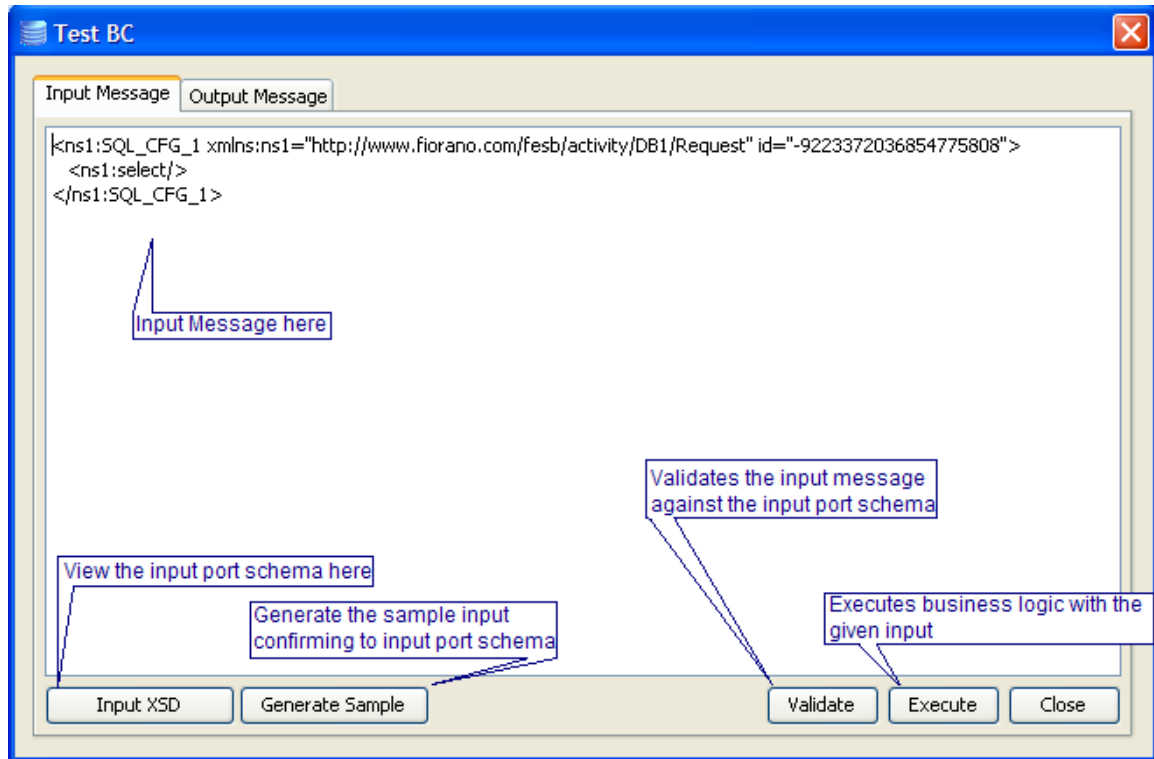 Test BC
Input Message
Output Message
<ns1:SQL_CFG_1 xmlns:ns1="http://www.fiorano.com/fesb/activity/DB1/Request" id="-9223372036854775808">
<ns1:select/>
</ns1:SQL_CFG_1>
Input Message here
Validates the input message
against the input port schema
View the input port schema here
Generate the sample input
confirming to input port schema
Executes business logic with the
given input
Input XSD
Generate Sample
Validate
Execute
Close